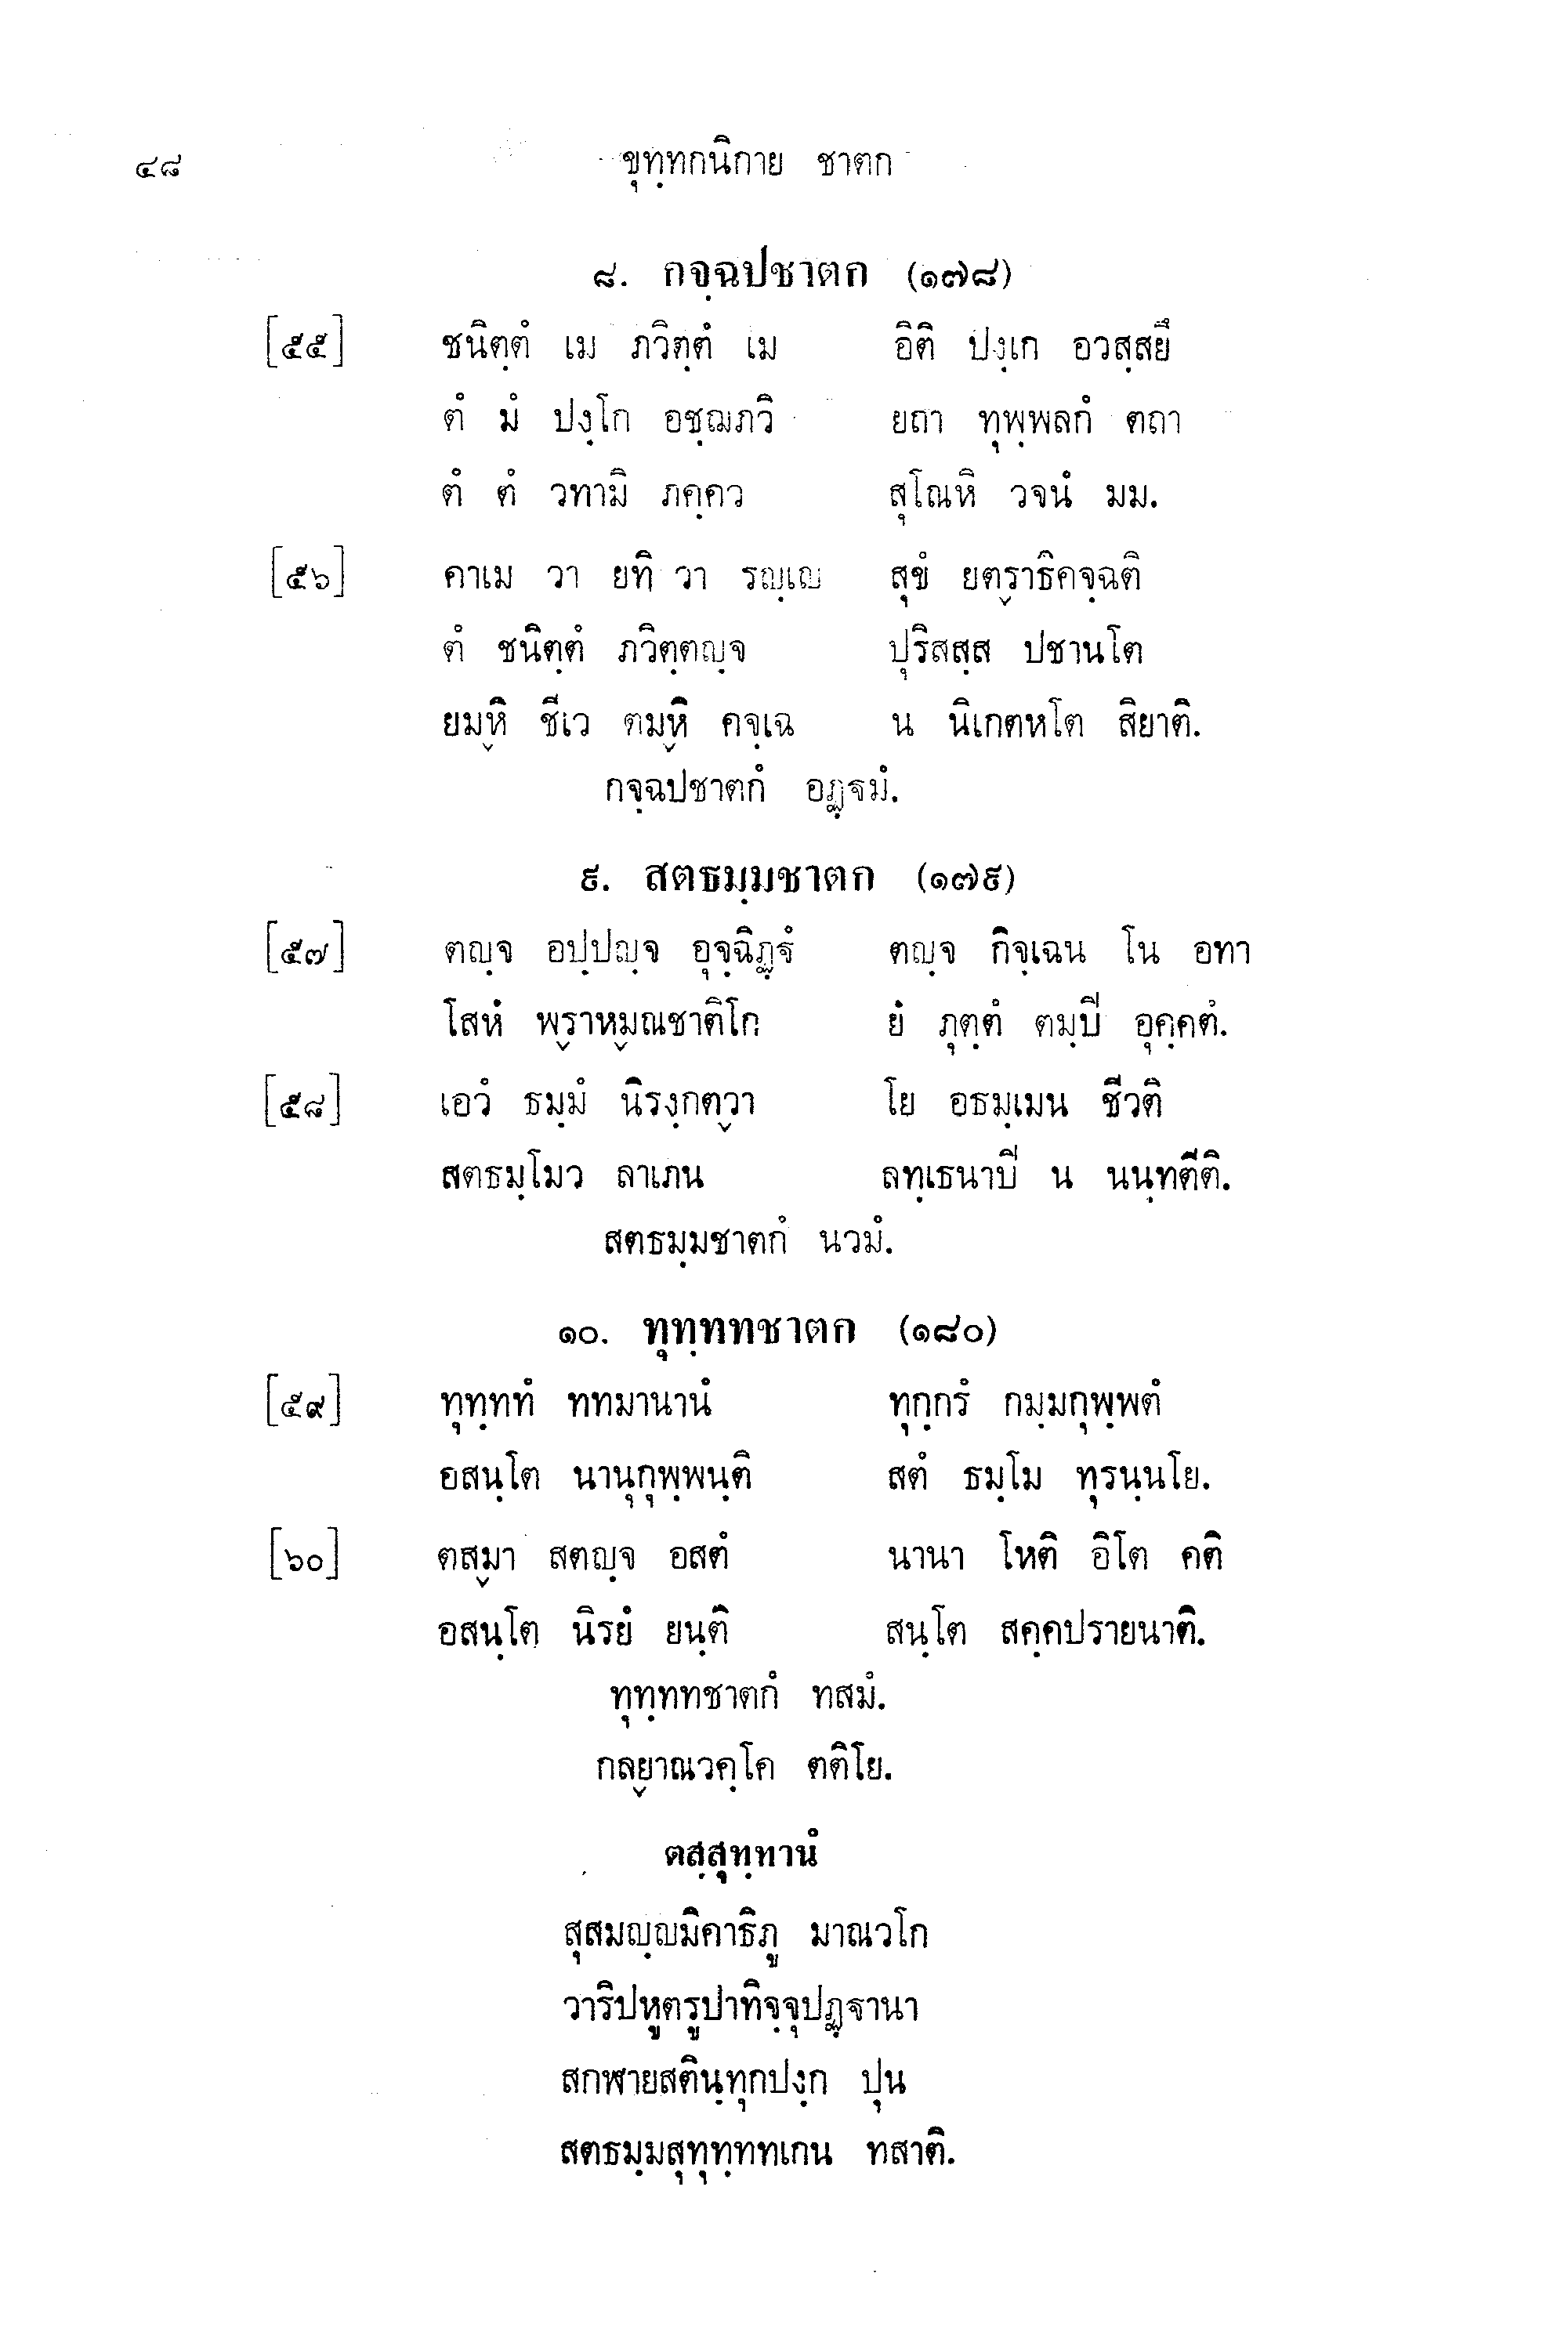 ๔๘ ขุทฺทกนิกาย ชาตก
๘. กจฺฉปชาตก (๑๗๘)
[๕๕] ชนิตฺตํ เม ภวิตฺตํ เม อิติ ปงฺเก อวสฺสยึ
ตํ มํ ปงฺโก อชฺฌภวิ ยถา ทุพฺพลกํ ตถา
ตํ ตํ วทามิ ภคฺคว สุโณหิ วจนํ มม.
[๕๖] คาเม วา ยทิ วา รญฺเญ สุขํ ยตฺราธิคจฺฉติ
ตํ ชนิตฺตํ ภวิตฺตญฺจ ปุริสสฺส ปชานโต
ยมฺหิ ชีเว ตมฺหิ คจฺเฉ น นิเกตหโต สิยาติ.
กจฺฉปชาตกํ อฏฺฐมํ.
๙. สตธมฺมชาตก (๑๗๙)
[๕๗] ตญฺจ อปฺปญฺจ อุจฺฉิฏฺฐํ ตญฺจ กิจฺเฉน โน อทา
โสหํ พฺราหฺมณชาติโก ยํ ภุตฺตํ ตมฺปิ อุคฺคตํ.
[๕๘] เอวํ ธมฺมํ นิรงฺกตฺวา โย อธมฺเมน ชีวติ
สตธมฺโมว ลาเภน ลทฺเธนาปิ น นนฺทตีติ.
สตธมฺมชาตกํ นวมํ.
๑๐. ทุทฺททชาตก (๑๘๐)
[๕๙] ทุทฺททํ ททมานานํ ทุกฺกรํ กมฺมกุพฺพตํ
อสนฺโต นานุกุพฺพนฺติ สตํ ธมฺโม ทุรนฺนโย.
[๖๐] ตสฺมา สตญฺจ อสตํ นานา โหติ อิโต คติ
อสนฺโต นิรยํ ยนฺติ สนฺโต สคฺคปรายนาติ.
ทุทฺททชาตกํ ทสมํ.
กลฺยาณวคฺโค ตติโย.
ตสฺสุทฺทานํ
สุสมญฺญมิคาธิภู มาณวโก
วาริปหูตรูปาทิจฺจุปฏฺฐานา
สกฬายสตินฺทุกปงฺก ปุน
สตธมฺมสุทุทฺททเกน ทสาติ.